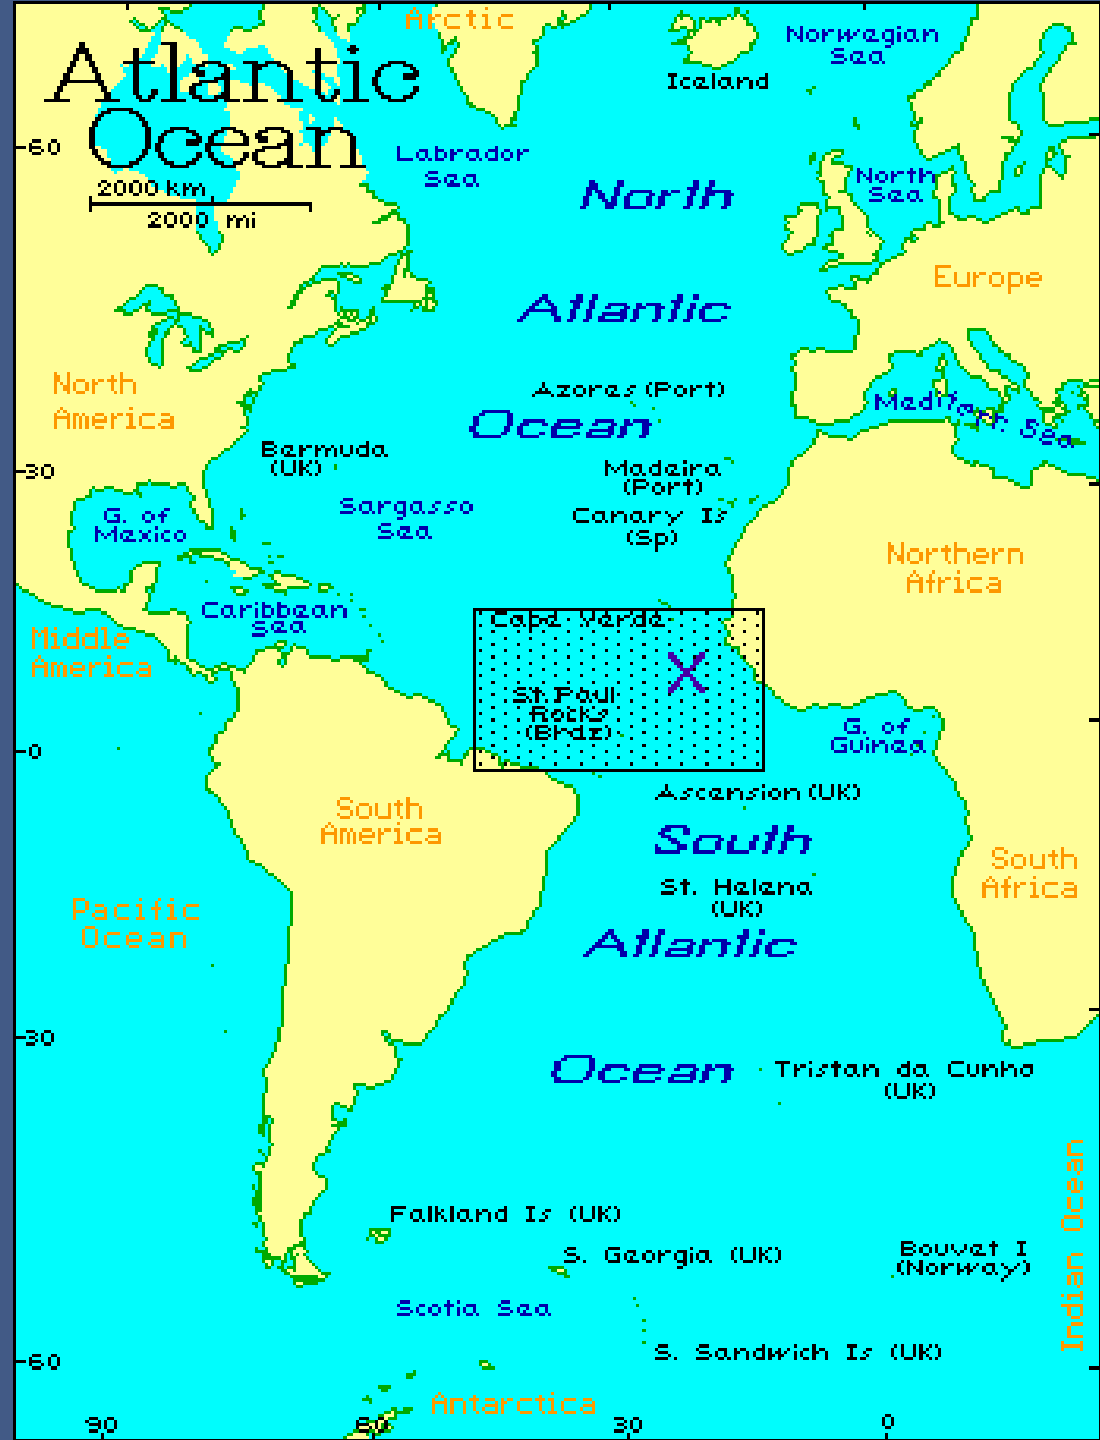 Arctic
Norwegian
Sea
Iceland
Atlantic
Ocean
60
Labrador
Sea
North
Sea
2000 km
2000 mi
North
Europe
Atlantic
North
America
Azores (Port)
Mediterr. Sea
Ocean
Bermuda
(UK)
30
Madeira
(Port)
Sargasso
Sea
G. of
Mexico
Canary Is
(Sp)
Northern
Africa
Caribbean
Sea
Cape Verde
Middle
America
X
St.Paul
Rocks
(Brdz)
G. of
Guinea
0
Ascension (UK)
South
America
South
South
Africa
St. Helena
(UK)
Pacific
Ocean
Atlantic
30
Ocean
Tristan da Cunha
(UK)
Indian Ocean
Falkland Is (UK)
S. Georgia (UK)
Bouvet I
(Norway)
Scotia Sea
S. Sandwich Is (UK)
60
Antarctica
90
60
30
0